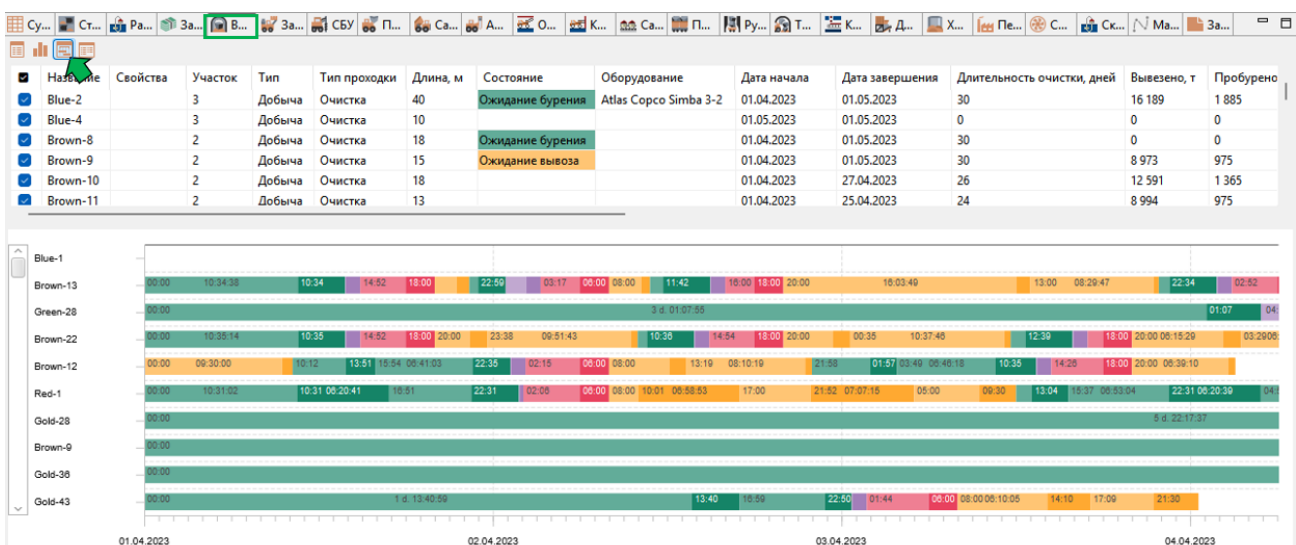 Су... Ст... Ра... За... В... За... СБУ П... Са... А... О... К... Са... П... Ру... Т... К... Д... Х... Пе... С... Ск... Ма... За...
Название Свойства Участок Тип Тип проходки Длина, м Состояние Оборудование Дата начала Дата завершения Длительность очистки, дней Вывезено, т Пробурено
Blue-2 3 Добыча Очистка 40 Ожидание бурения Atlas Copco Simba 3-2 01.04.2023 01.05.2023 30 16 189 1 885
Blue-4 3 Добыча Очистка 10 01.05.2023 01.05.2023 0 0 0
Brown-8 2 Добыча Очистка 18 Ожидание бурения 01.04.2023 01.05.2023 30 0 0
Brown-9 2 Добыча Очистка 15 Ожидание вывоза 01.04.2023 01.05.2023 30 8 973 975
Brown-10 2 Добыча Очистка 18 01.04.2023 27.04.2023 26 12 591 1 365
Brown-11 2 Добыча Очистка 13 01.04.2023 25.04.2023 24 8 994 975
Blue-1
Brown-13 00:00 10:34:38 10:34 14:52 18:00 22:59 03:17 06:00 08:00 11:42 16:00 18:00 20:00 16:03:49 13:00 08:29:47 22:34 02:52
Green-28 00:00 3 d. 01:07:55 01:07 04:
Brown-22 00:00 10:35:14 10:35 14:52 18:00 20:00 23:38 09:51:43 10:36 14:54 18:00 20:00 00:35 10:37:46 12:39 18:00 20:00 06:15:29 03:29 06:
Brown-12 00:00 09:30:00 10:12 13:51 15:54 06:41:03 22:35 02:15 06:00 08:00 13:19 08:10:19 21:58 01:57 03:49 06:46:18 10:35 14:26 18:00 20:00 06:39:10
Red-1 00:00 10:31:02 10:31 06:20:41 16:51 22:31 02:06 06:00 08:00 10:01 06:58:53 17:00 21:52 07:07:15 05:00 09:30 13:04 15:37 06:53:04 22:31 06:20:39 04:
Gold-28 00:00 5 d. 22:17:37
Brown-9 00:00
Gold-36 00:00
Gold-43 00:00 1 d. 13:40:59 13:40 16:59 22:50 01:44 06:00 08:00 06:10:05 14:10 17:09 21:30
01.04.2023 02.04.2023 03.04.2023 04.04.2023